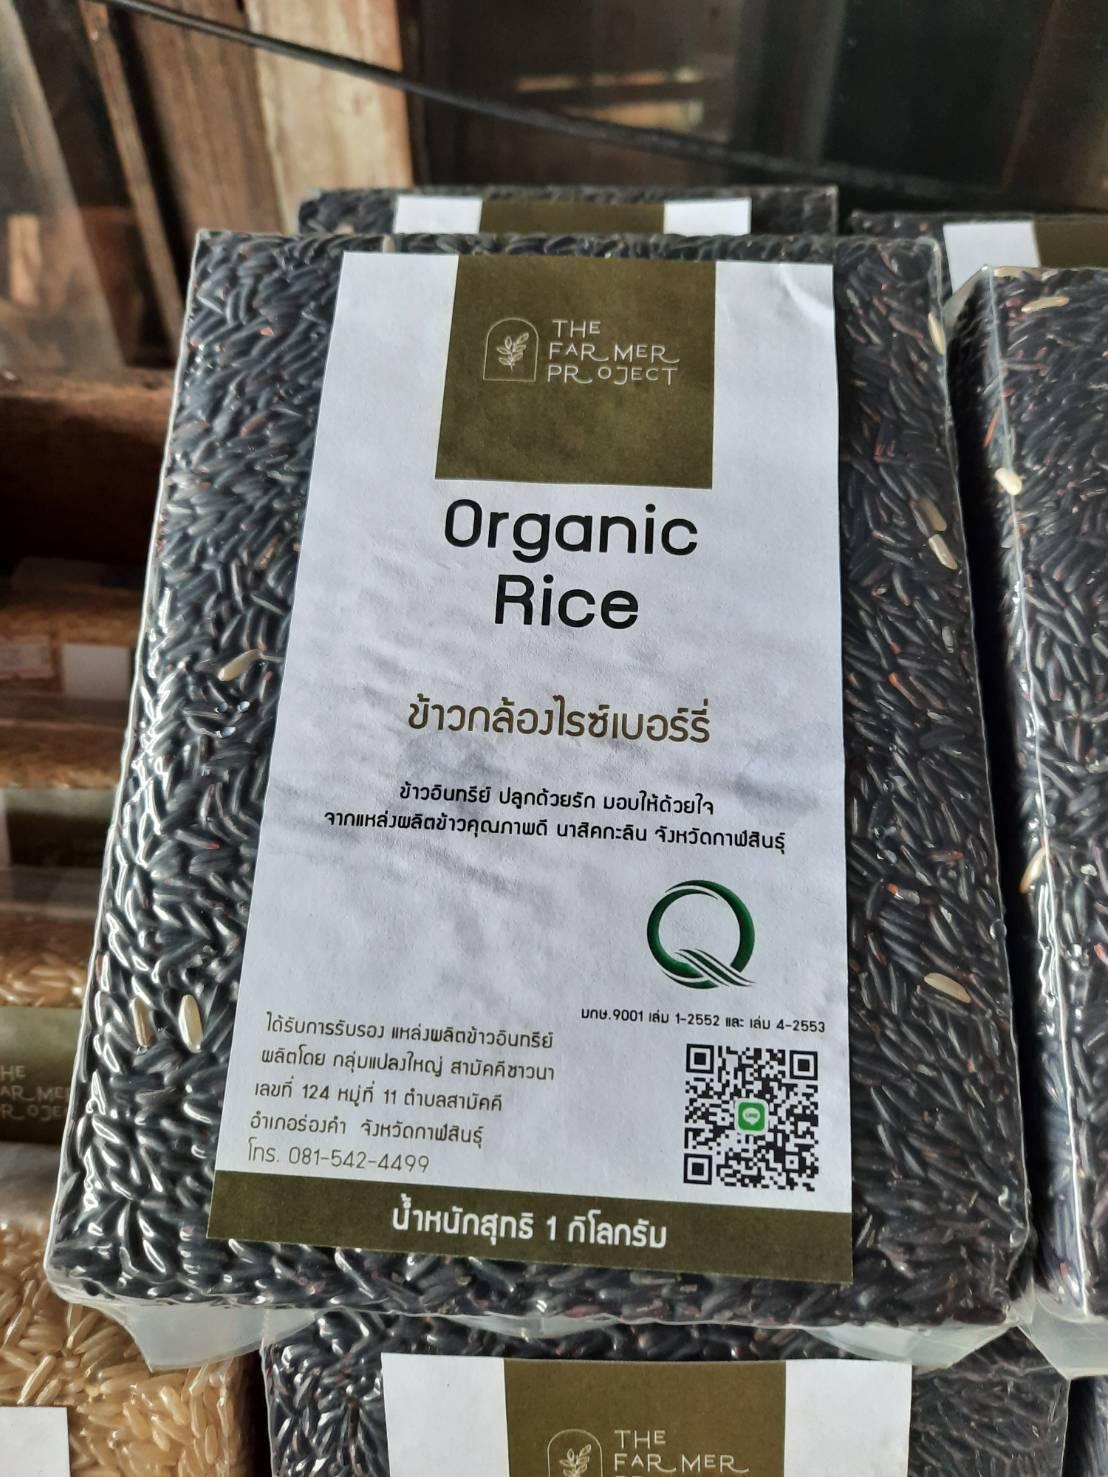 THE
FARMER
PROJECT
Organic
Rice
ข้าวกล้องไรซ์เบอร์รี่
ข้าวอินทรีย์ ปลูกด้วยรัก มอบให้ด้วยใจ
จากแหล่งผลิตข้าวคุณภาพดี นาสิคกะลิน จังหวัดกาฬสินธุ์
Q
มกษ.9001 เล่ม 1-2552 และ เล่ม 4-2553
ได้รับการรับรอง แหล่งผลิตข้าวอินทรีย์
ผลิตโดย กลุ่มแปลงใหญ่ สามัคคีชาวนา
เลขที่ 124 หมู่ที่ 11 ตำบลสามัคคี
อำเภอร่องคำ จังหวัดกาฬสินธุ์
โทร. 081-542-4499
LINE
น้ำหนักสุทธิ 1 กิโลกรัม
THE
FARMER